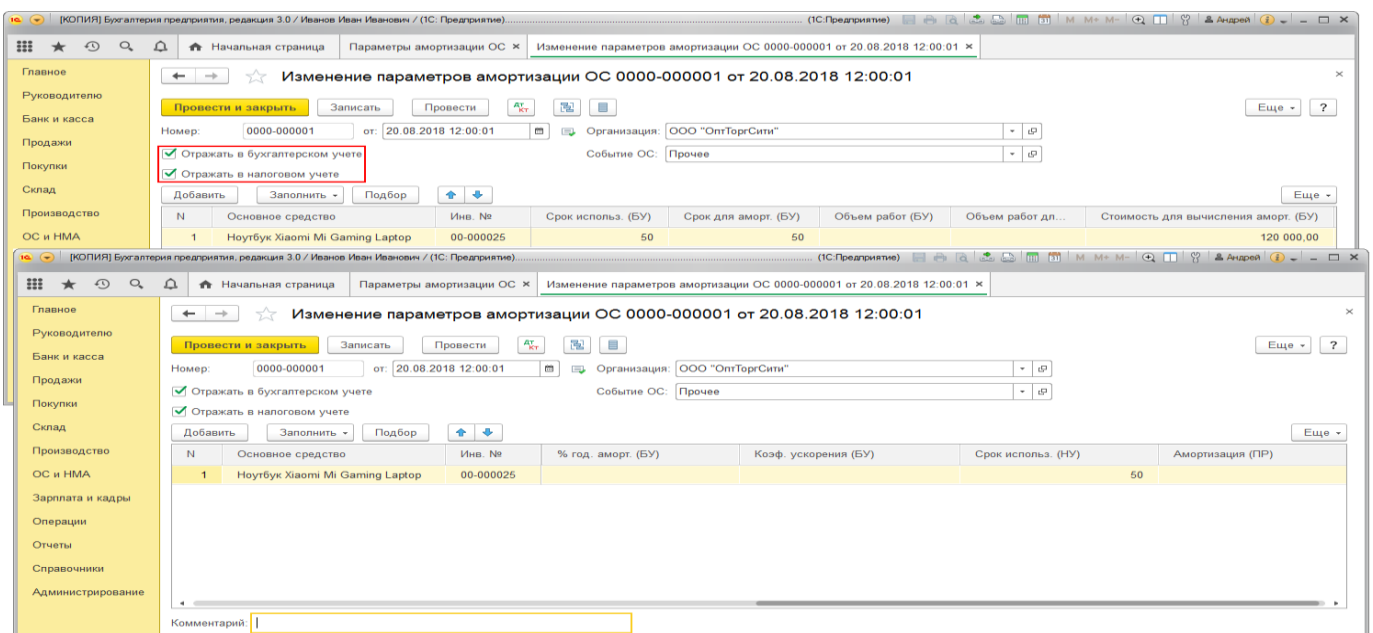 [КОПИЯ] Бухгалтерия предприятия, редакция 3.0 / Иванов Иван Иванович / (1С: Предприятие)... (1С:Предприятие) M M+ M- Андрей
Начальная страница Параметры амортизации ОС × Изменение параметров амортизации ОС 0000-000001 от 20.08.2018 12:00:01 ×
Главное
Руководителю
Банк и касса
Продажи
Покупки
Склад
Производство
ОС и НМА
Изменение параметров амортизации ОС 0000-000001 от 20.08.2018 12:00:01
Провести и закрыть Записать Провести Дт Кт Еще ?
Номер: 0000-000001 от: 20.08.2018 12:00:01 Организация: ООО "ОптТоргСити"
Отражать в бухгалтерском учете Событие ОС: Прочее
Отражать в налоговом учете
Добавить Заполнить Подбор Еще
N Основное средство Инв. № Срок использ. (БУ) Срок для аморт. (БУ) Объем работ (БУ) Объем работ дл... Стоимость для вычисления аморт. (БУ)
1 Ноутбук Xiaomi Mi Gaming Laptop 00-000025 50 50 120 000,00
[КОПИЯ] Бухгалтерия предприятия, редакция 3.0 / Иванов Иван Иванович / (1С: Предприятие)... (1С:Предприятие) M M+ M- Андрей
Начальная страница Параметры амортизации ОС × Изменение параметров амортизации ОС 0000-000001 от 20.08.2018 12:00:01 ×
Главное
Руководителю
Банк и касса
Продажи
Покупки
Склад
Производство
ОС и НМА
Зарплата и кадры
Операции
Отчеты
Справочники
Администрирование
Изменение параметров амортизации ОС 0000-000001 от 20.08.2018 12:00:01
Провести и закрыть Записать Провести Дт Кт Еще ?
Номер: 0000-000001 от: 20.08.2018 12:00:01 Организация: ООО "ОптТоргСити"
Отражать в бухгалтерском учете Событие ОС: Прочее
Отражать в налоговом учете
Добавить Заполнить Подбор Еще
N Основное средство Инв. № % год. аморт. (БУ) Коэф. ускорения (БУ) Срок использ. (НУ) Амортизация (ПР)
1 Ноутбук Xiaomi Mi Gaming Laptop 00-000025 50
Комментарий: